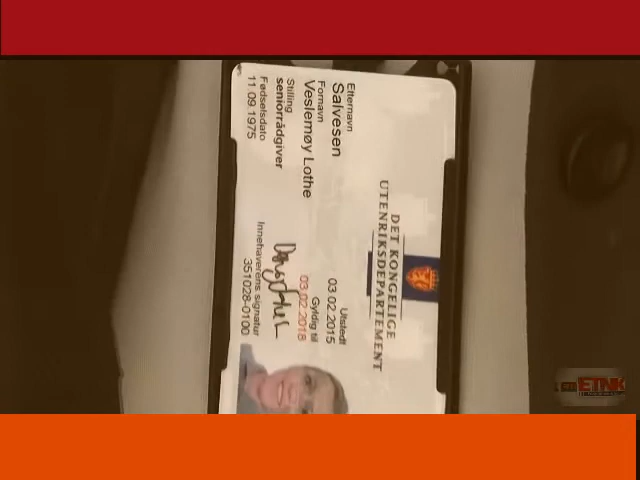 DET KONGELIGE
UTENRIKSDEPARTEMENT
Etternavn
Salvesen
Fornavn
Veslemøy Lothe
Stilling
seniorrådgiver
Fødselsdato
11.09.1975
Utstedt
03.02.2015
Gyldig til
03.02.2018
Innehaverens signatur
351028-0100
ETNK